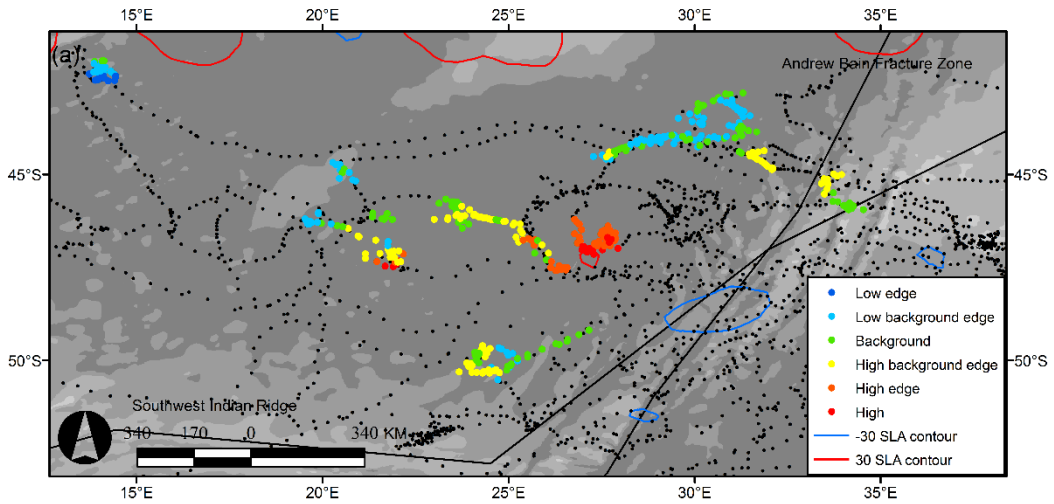 15°E 20°E 25°E 30°E 35°E
(a)
Andrew Bain Fracture Zone
45°S 45°S
Low edge
Low background edge
Background
High background edge
High edge
High
-30 SLA contour
30 SLA contour
50°S 50°S
Southwest Indian Ridge
340 170 0 340 KM
15°E 20°E 25°E 30°E 35°E